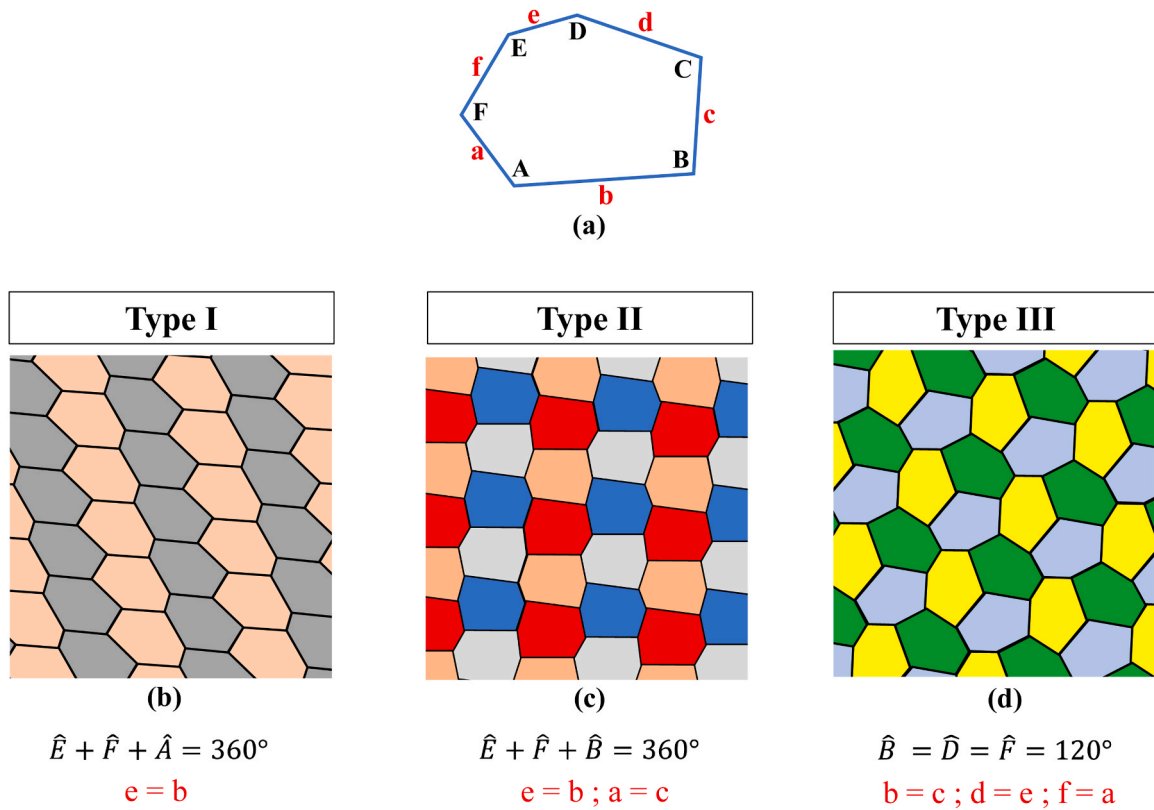 e
D
d
E
C
f
F
c
a
A
B
b
(a)
Type I
Type II
Type III
(b)
(c)
(d)
Ê + F̂ + Â = 360°
Ê + F̂ + B̂ = 360°
B̂ = D̂ = F̂ = 120°
e = b
e = b ; a = c
b = c ; d = e ; f = a